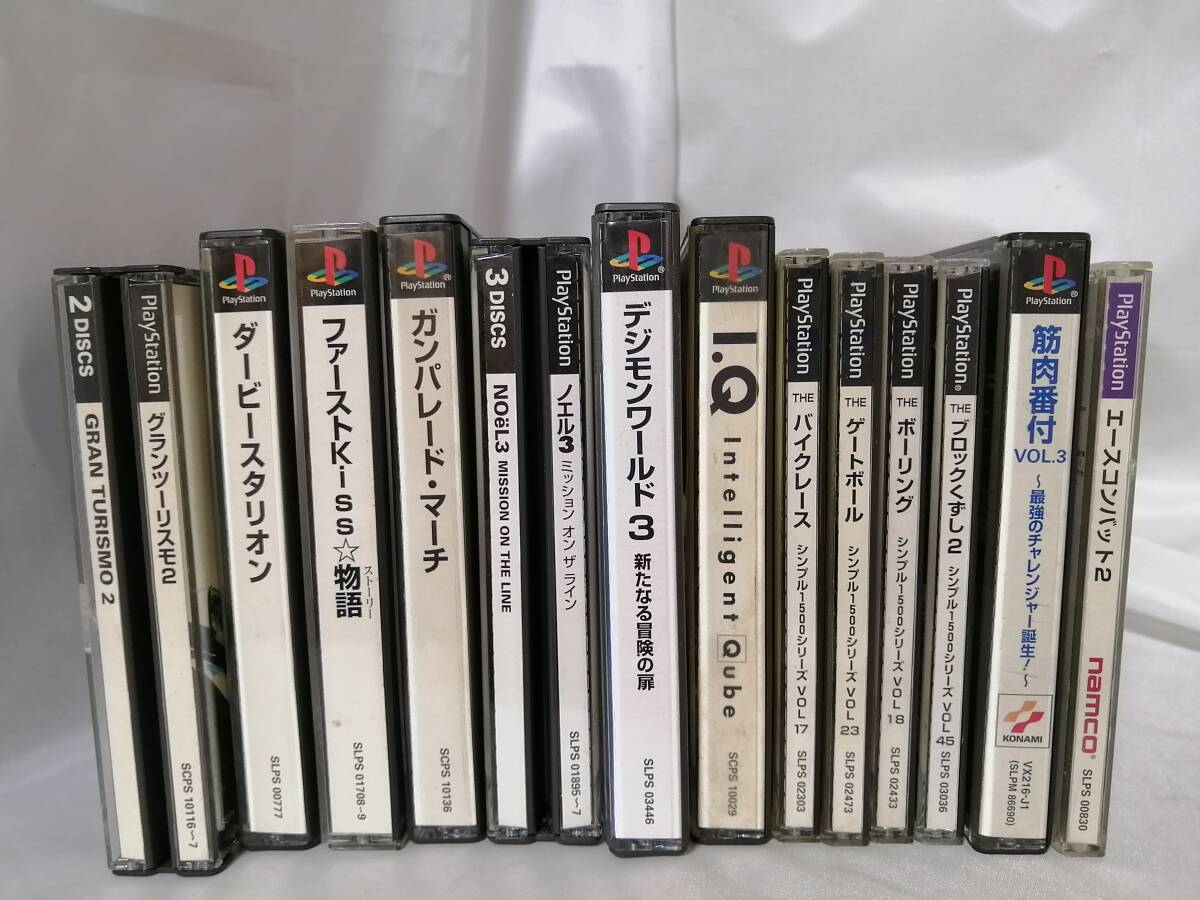 2 DISCS
GRAN TURISMO 2
PlayStation
グランツーリスモ2
SCPS 10116～7
PlayStation
ダービースタリオン
SLPS 00777
PlayStation
ファーストKiss☆物語
ストーリー
SLPS 01708~9
PlayStation®
ガンパレード・マーチ
SCPS 10136
3 DISCS
NOëL3 MISSION ON THE LINE
PlayStation
ノエル3 ミッション オン ザ ライン
SLPS 01895~7
PlayStation®
デジモンワールド3 新たなる冒険の扉
SLPS 03446
PlayStation®
I.Q Intelligent Qube
SCPS 10029
PlayStation
THE バイクレース シンプル1500シリーズ VOL 17
SLPS 02303
PlayStation
THE ゲートボール シンプル1500シリーズ VOL 23
SLPS 02473
PlayStation
THE ボーリング シンプル1500シリーズ VOL 18
SLPS 02433
PlayStation®
THE ブロックくずし2 シンプル1500シリーズ VOL 45
SLPS 03036
PlayStation®
筋肉番付
VOL.3
～最強のチャレンジャー誕生!～
KONAMI
VX216-J1
(SLPM 86690)
PlayStation
エースコンバット2
namco®
SLPS 00830